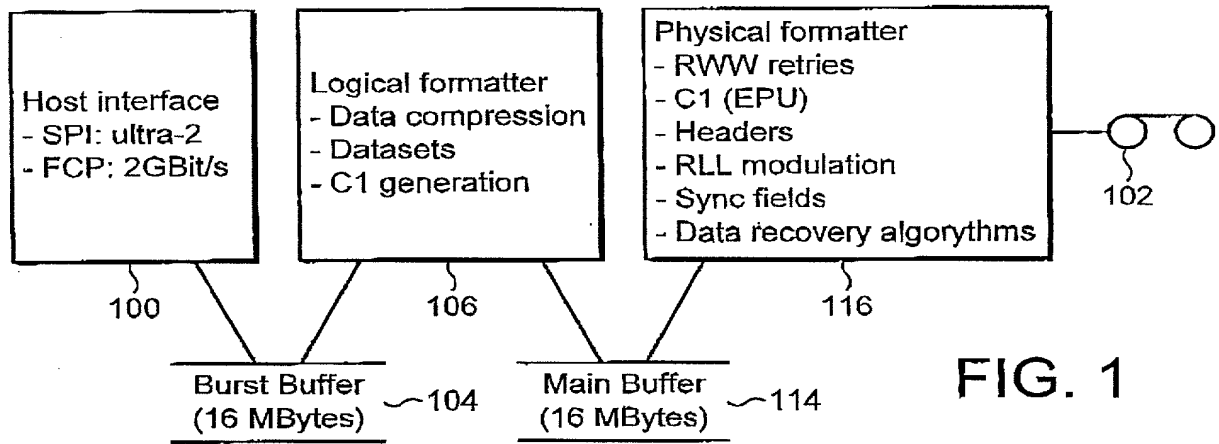 Host interface
- SPI: ultra-2
- FCP: 2GBit/s
100
Logical formatter
- Data compression
- Datasets
- C1 generation
106
Physical formatter
- RWW retries
- C1 (EPU)
- Headers
- RLL modulation
- Sync fields
- Data recovery algorythms
116
102
Burst Buffer
(16 MBytes)
104
Main Buffer
(16 MBytes)
114
FIG. 1